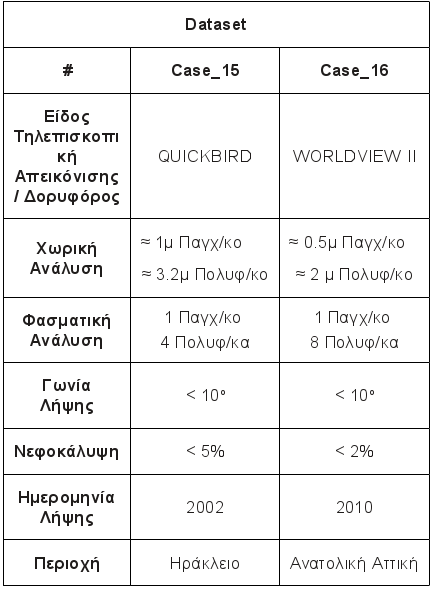 Dataset
# Case_15 Case_16
Είδος
Τηλεπισκοπι
κή
Απεικόνισης
/ Δορυφόρος
QUICKBIRD WORLDVIEW II
Χωρική
Ανάλυση
≈ 1μ Παγχ/κο ≈ 0.5μ Παγχ/κο
≈ 3.2μ Πολυφ/κο ≈ 2 μ Πολυφ/κο
Φασματική
Ανάλυση
1 Παγχ/κο 1 Παγχ/κο
4 Πολυφ/κα 8 Πολυφ/κα
Γωνία
Λήψης
< 10° < 10°
Νεφοκάλυψη < 5% < 2%
Ημερομηνία
Λήψης
2002 2010
Περιοχή Ηράκλειο Ανατολική Αττική